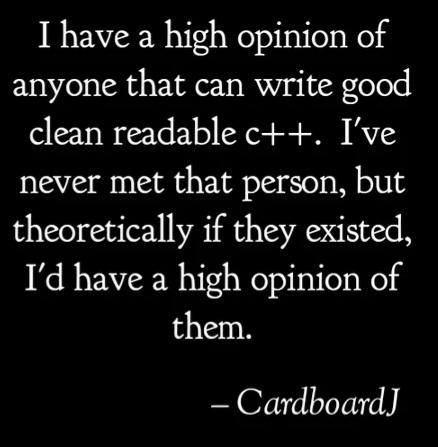 I have a high opinion of
anyone that can write good
clean readable c++.  I've
never met that person, but
theoretically if they existed,
I'd have a high opinion of
them.
– CardboardJ